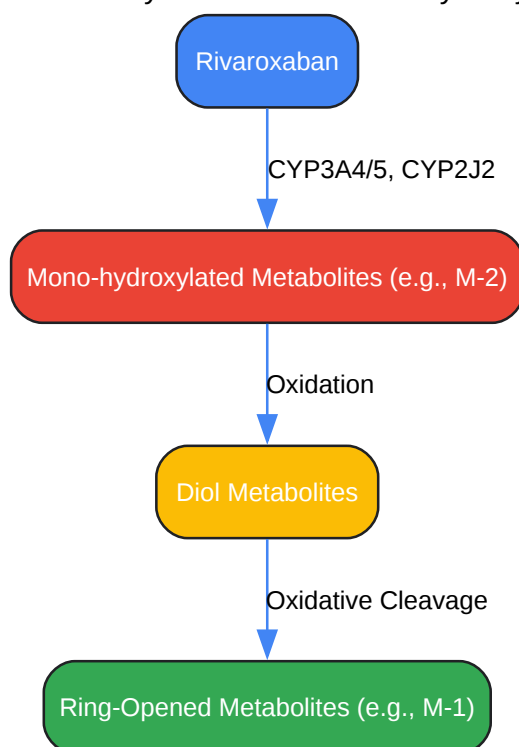 Rivaroxaban
CYP3A4/5, CYP2J2
Mono-hydroxylated Metabolites (e.g., M-2)
Oxidation
Diol Metabolites
Oxidative Cleavage
Ring-Opened Metabolites (e.g., M-1)